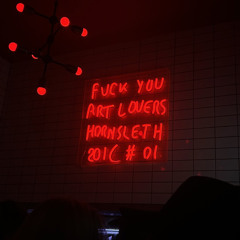 FUCK YOU
ART LOVERS
HORNSLETH
201C # 01